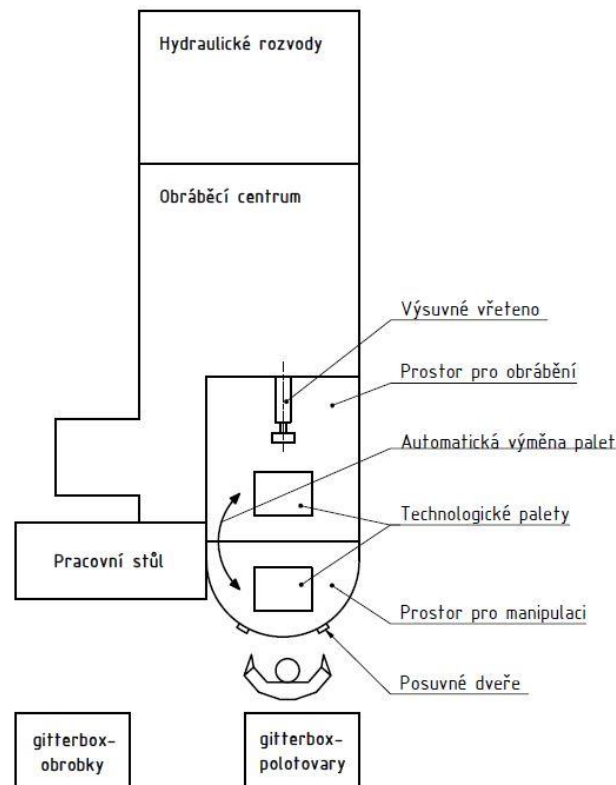 Hydraulické rozvody
Obráběcí centrum
Výsuvné vřeteno
Prostor pro obrábění
Automatická výměna palet
Technologické palety
Pracovní stůl
Prostor pro manipulaci
Posuvné dveře
gitterbox-
obrobky
gitterbox-
polotovary